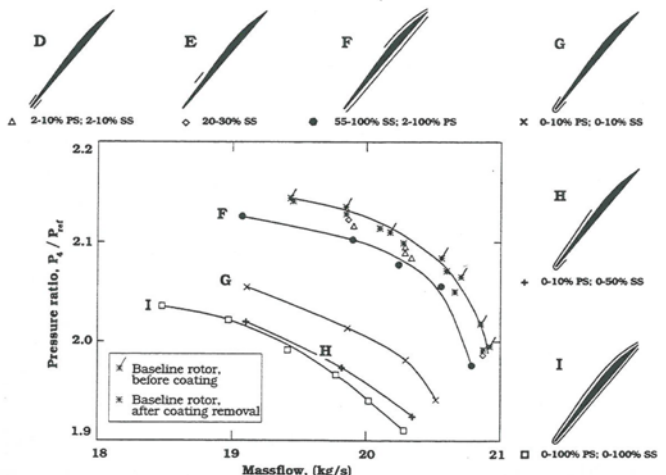 D
E
F
G
2-10% PS; 2-10% SS
20-30% SS
55-100% SS; 2-100% PS
0-10% PS; 0-10% SS
2.2
2.1
2.0
1.9
Pressure ratio, P4 / Pref
F
G
I
H
Baseline rotor,
before coating
Baseline rotor,
after coating removal
18
19
20
21
Massflow, [kg/s]
H
0-10% PS; 0-50% SS
I
0-100% PS; 0-100% SS